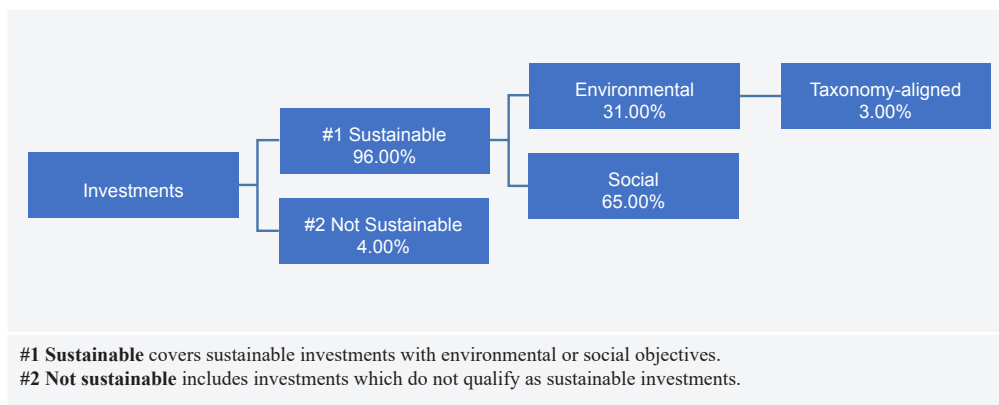 Investments
#1 Sustainable
96.00%
#2 Not Sustainable
4.00%
Environmental
31.00%
Social
65.00%
Taxonomy-aligned
3.00%
#1 Sustainable covers sustainable investments with environmental or social objectives.
#2 Not sustainable includes investments which do not qualify as sustainable investments.